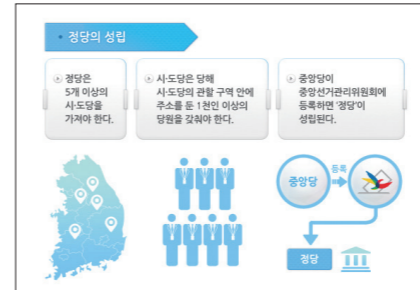 • 정당의 성립
정당은
5개 이상의
시·도당을
가져야 한다.
시·도당은 당해
시·도당의 관할 구역 안에
주소를 둔 1천인 이상의
당원을 갖춰야 한다.
중앙당이
중앙선거관리위원회에
등록하면 '정당'이
성립된다.
중앙당
등록
정당